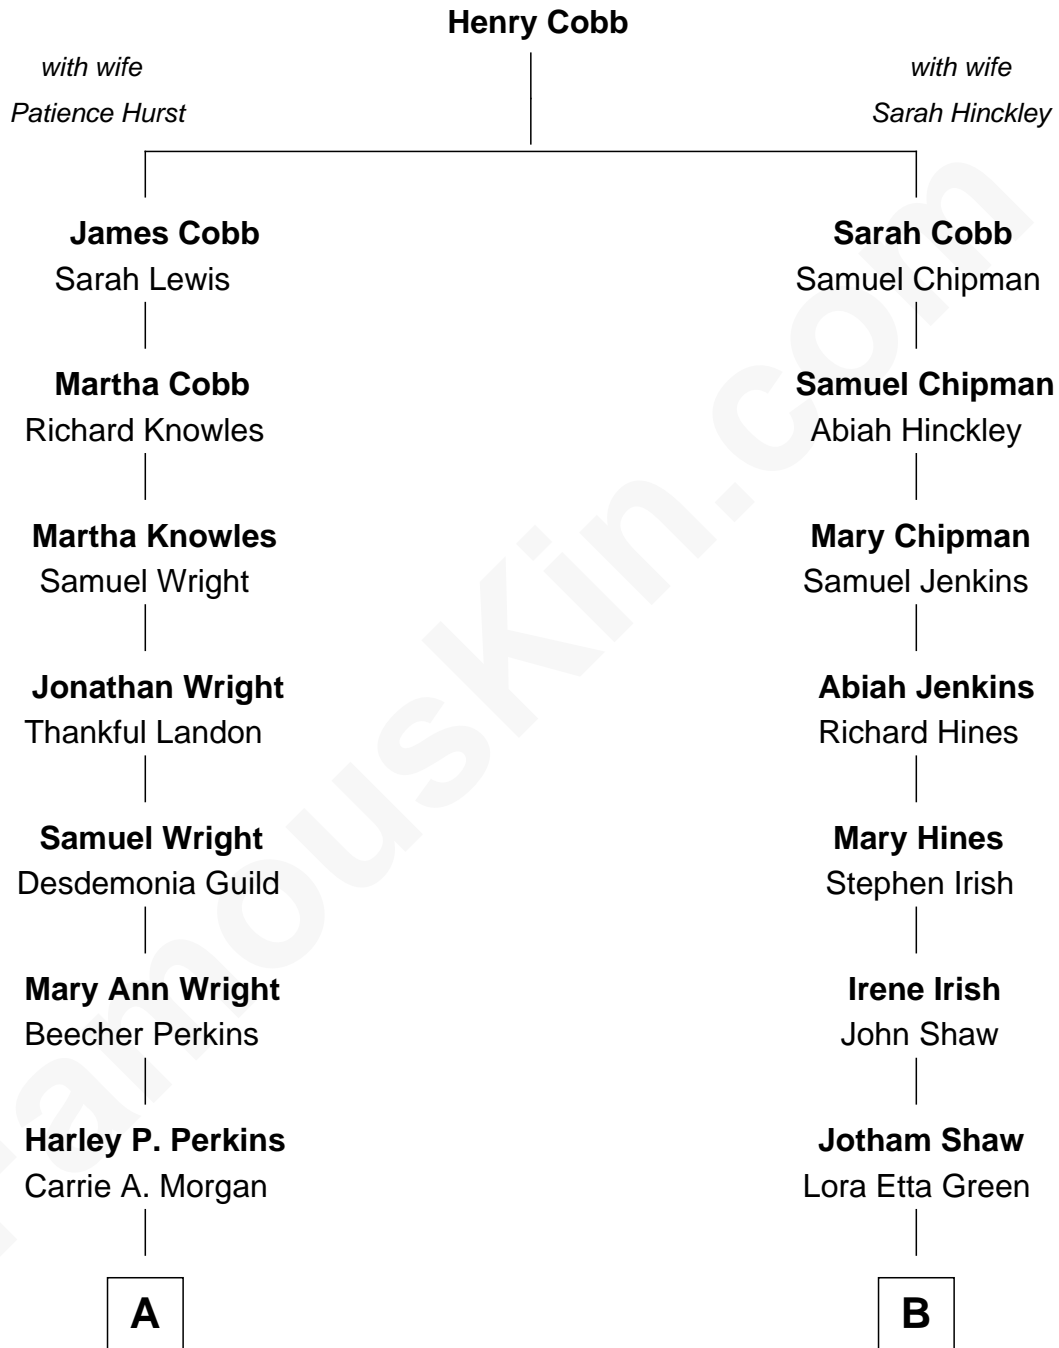 Henry Cobb
with wife
Patience Hurst
with wife
Sarah Hinckley
James Cobb
Sarah Lewis
Sarah Cobb
Samuel Chipman
Martha Cobb
Richard Knowles
Samuel Chipman
Abiah Hinckley
Martha Knowles
Samuel Wright
Mary Chipman
Samuel Jenkins
Jonathan Wright
Thankful Landon
Abiah Jenkins
Richard Hines
Samuel Wright
Desdemonia Guild
Mary Hines
Stephen Irish
Mary Ann Wright
Beecher Perkins
Irene Irish
John Shaw
Harley P. Perkins
Carrie A. Morgan
Jotham Shaw
Lora Etta Green
A
B
FamousKin.com